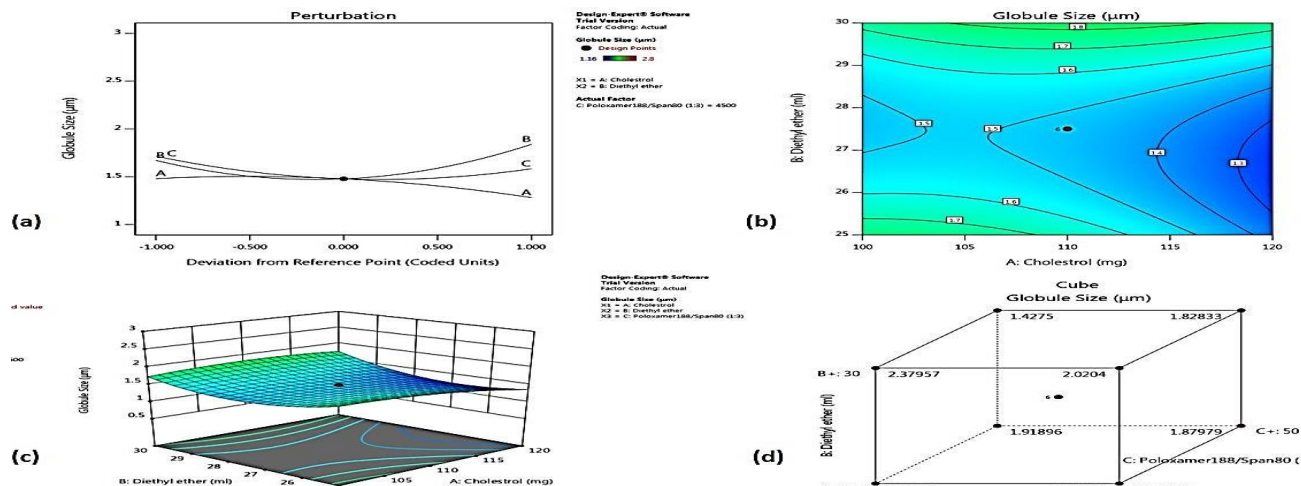 Perturbation
Globule Size (μm)
3
2.5
2
1.5
1
B
C
A
B
C
A
-1.000
-0.500
0.000
0.500
1.000
Deviation from Reference Point (Coded Units)
(a)
Design-Expert® Software
Trial Version
Factor Coding: Actual
Globule Size (μm)
Design Points
1.16
2.8
X1 = A: Cholestrol
X2 = B: Diethyl ether
Actual Factor
C: Poloxamer188/Span80 (1:3) = 4500
Globule Size (μm)
B: Diethyl ether (ml)
30
29
28
27
26
25
1.8
1.7
1.6
1.5
1.5
1.4
1.3
1.6
1.7
6
100
105
110
115
120
A: Cholestrol (mg)
(b)
d value
Globule Size (μm)
3
2.5
2
1.5
1
0.5
30
29
28
27
26
B: Diethyl ether (ml)
105
110
115
120
A: Cholestrol (mg)
(c)
Design-Expert® Software
Trial Version
Factor Coding: Actual
Globule Size (μm)
X1 = A: Cholestrol
X2 = B: Diethyl ether
X3 = C: Poloxamer188/Span80 (1:3)
Cube
Globule Size (μm)
1.4275
1.82833
B+: 30
2.37957
2.0204
6
B: Diethyl ether (ml)
1.91896
1.87979
C+: 50
C: Poloxamer188/Span80 (
(d)